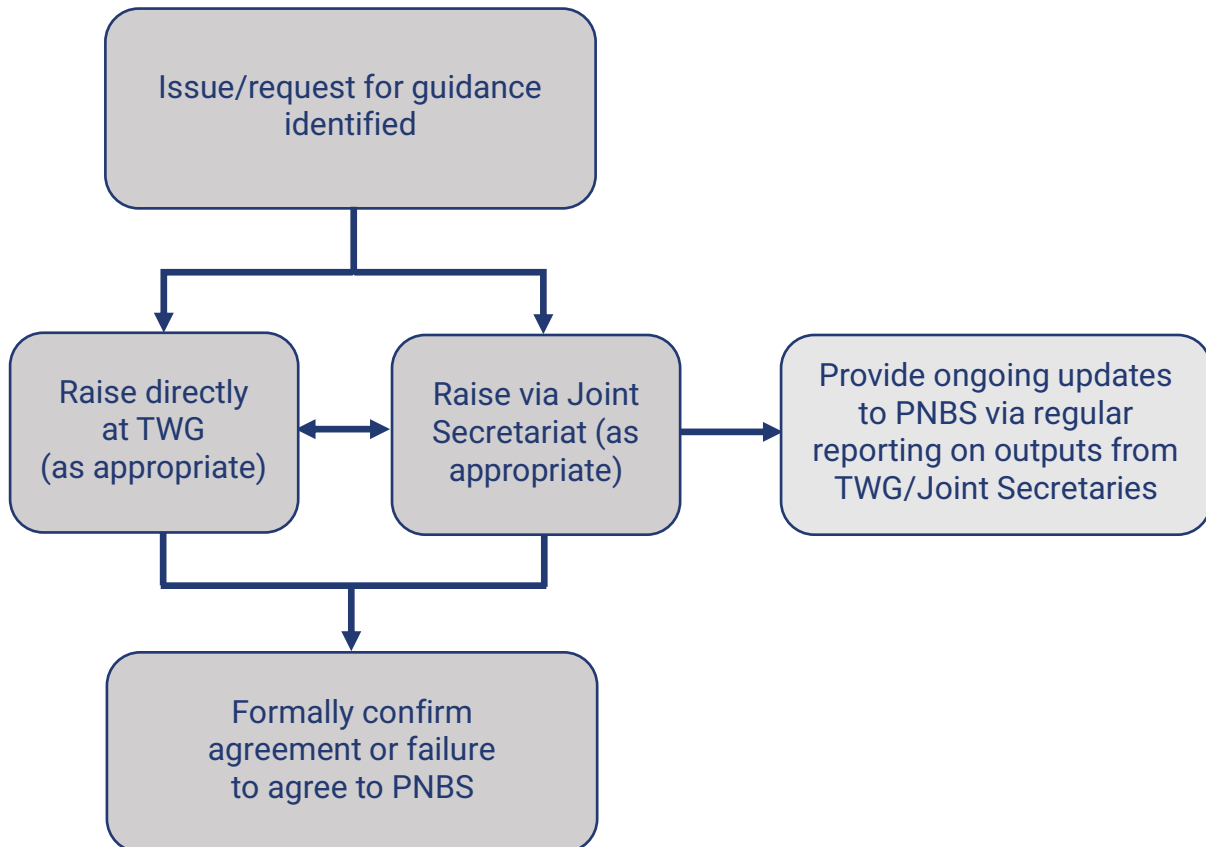 Issue/request for guidance
identified
Raise directly
at TWG
(as appropriate)
Raise via Joint
Secretariat (as
appropriate)
Provide ongoing updates
to PNBS via regular
reporting on outputs from
TWG/Joint Secretaries
Formally confirm
agreement or failure
to agree to PNBS